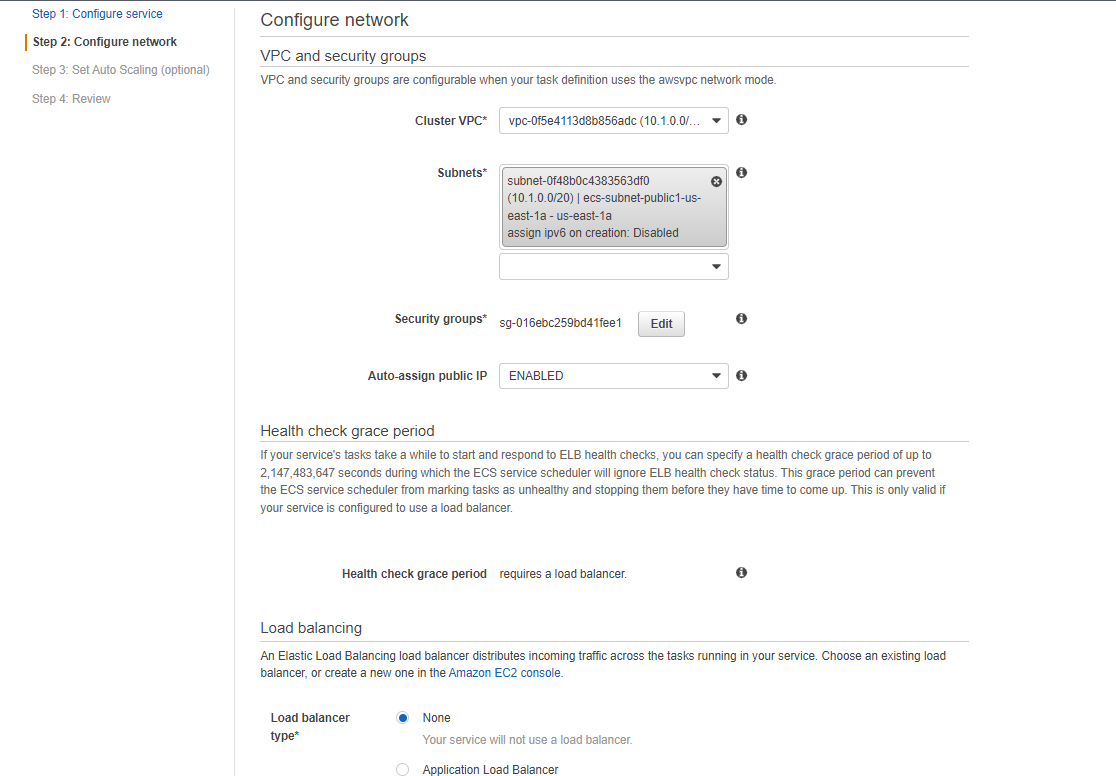 Step 1: Configure service
Step 2: Configure network
Step 3: Set Auto Scaling (optional)
Step 4: Review
Configure network
VPC and security groups
VPC and security groups are configurable when your task definition uses the awsvpc network mode.
Cluster VPC* vpc-0f5e4113d8b856adc (10.1.0.0/...
Subnets*
subnet-0f48b0c4383563df0
(10.1.0.0/20) | ecs-subnet-public1-us-
east-1a - us-east-1a
assign ipv6 on creation: Disabled
Security groups* sg-016ebc259bd41fee1 Edit
Auto-assign public IP ENABLED
Health check grace period
If your service's tasks take a while to start and respond to ELB health checks, you can specify a health check grace period of up to
2,147,483,647 seconds during which the ECS service scheduler will ignore ELB health check status. This grace period can prevent
the ECS service scheduler from marking tasks as unhealthy and stopping them before they have time to come up. This is only valid if
your service is configured to use a load balancer.
Health check grace period requires a load balancer.
Load balancing
An Elastic Load Balancing load balancer distributes incoming traffic across the tasks running in your service. Choose an existing load
balancer, or create a new one in the Amazon EC2 console.
Load balancer
type*
None
Your service will not use a load balancer.
Application Load Balancer